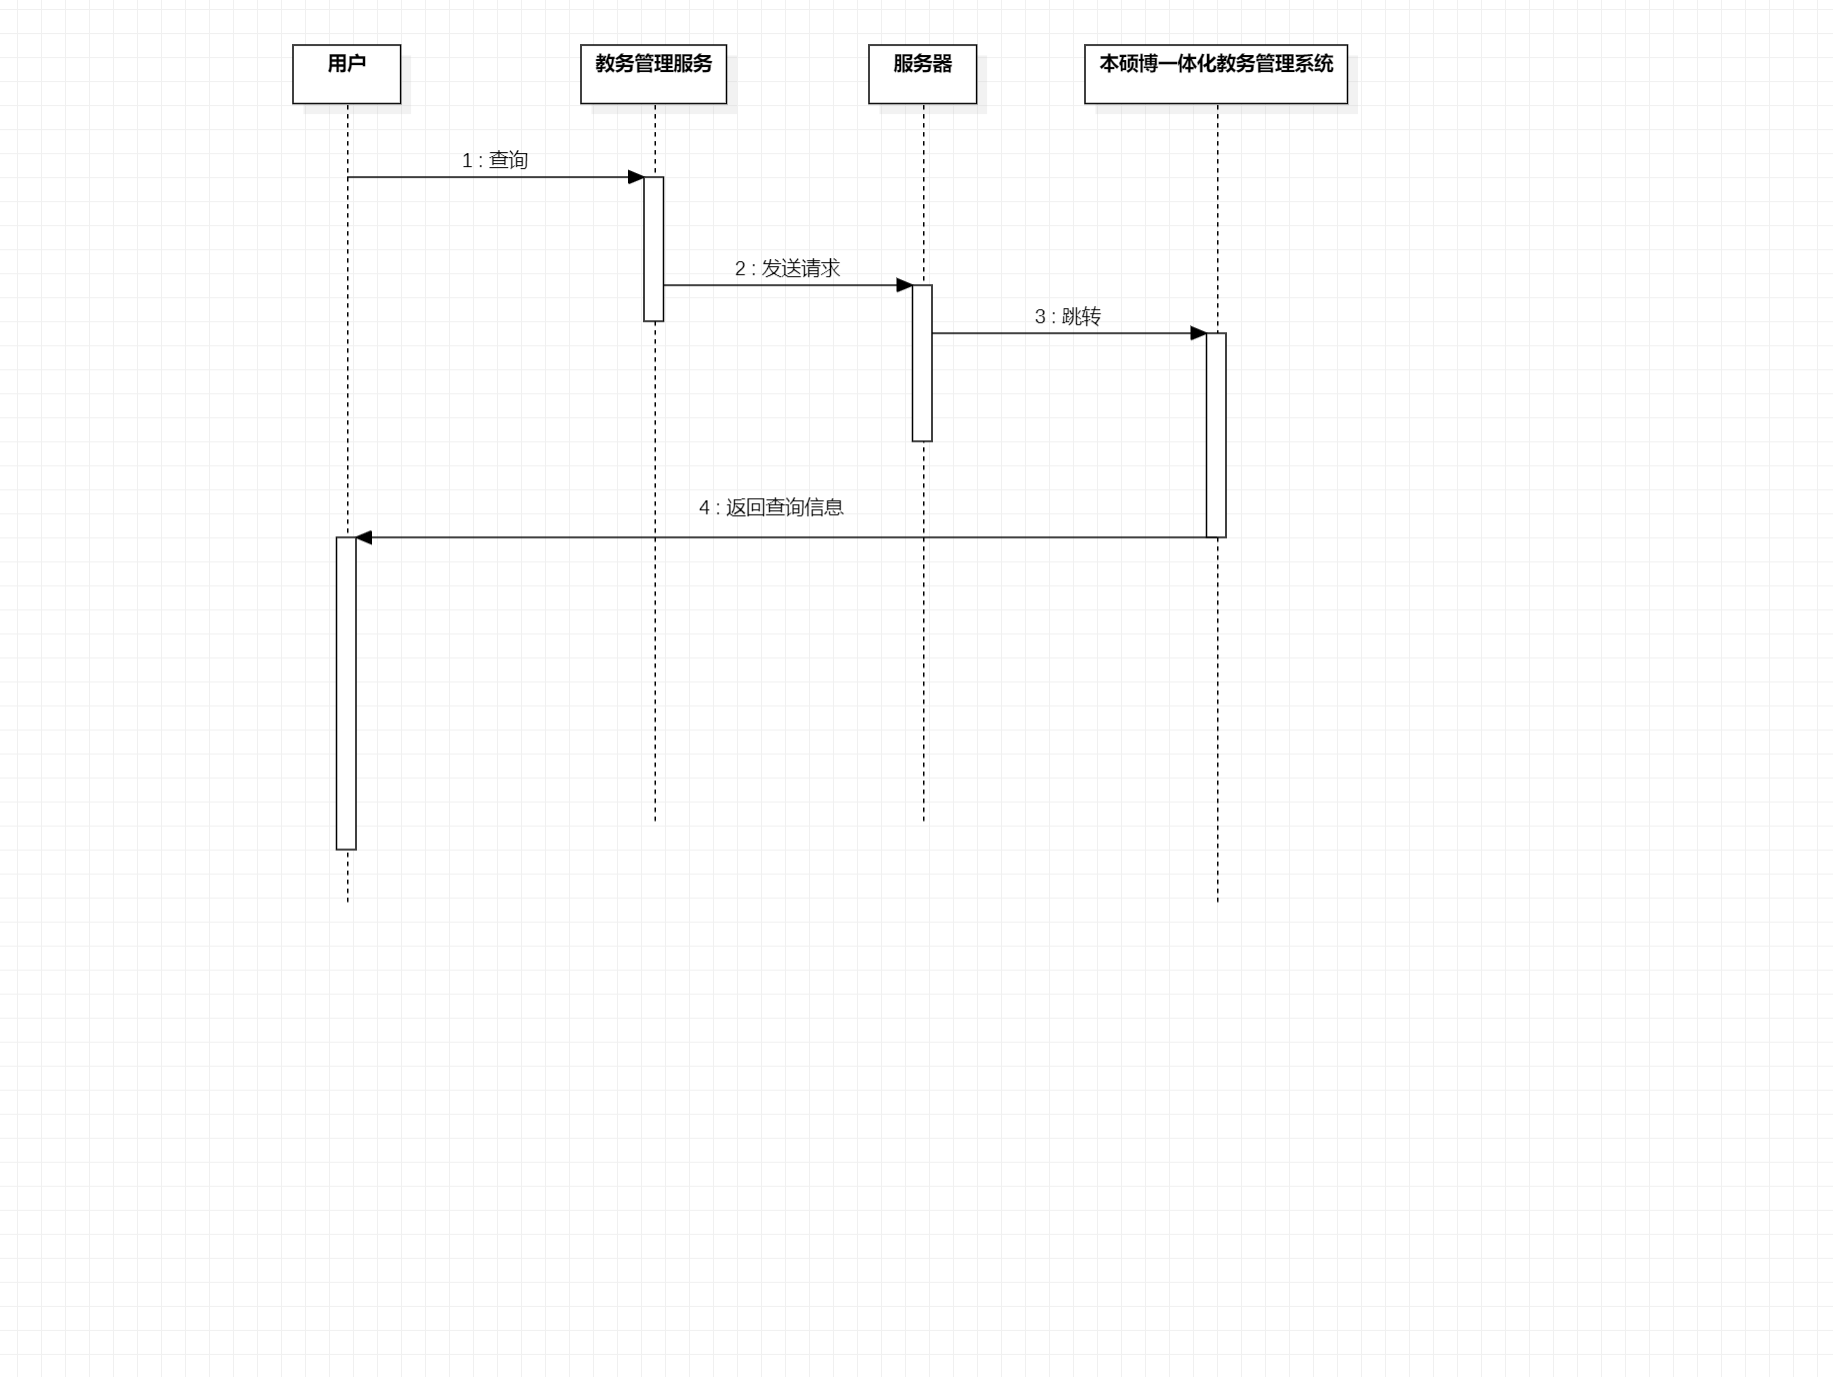 用户
教务管理服务
服务器
本硕博一体化教务管理系统
1 : 查询
2 : 发送请求
3 : 跳转
4 : 返回查询信息